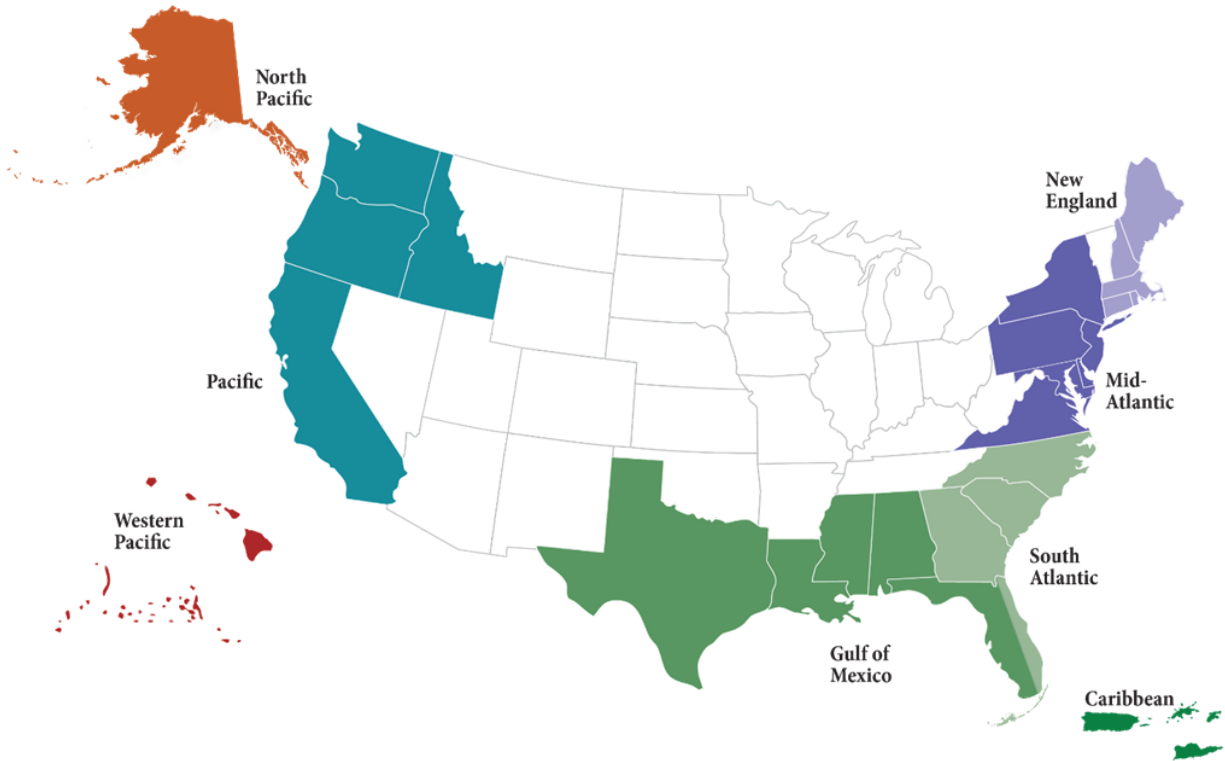 North
Pacific
New
England
Pacific
Mid-
Atlantic
Western
Pacific
South
Atlantic
Gulf of
Mexico
Caribbean